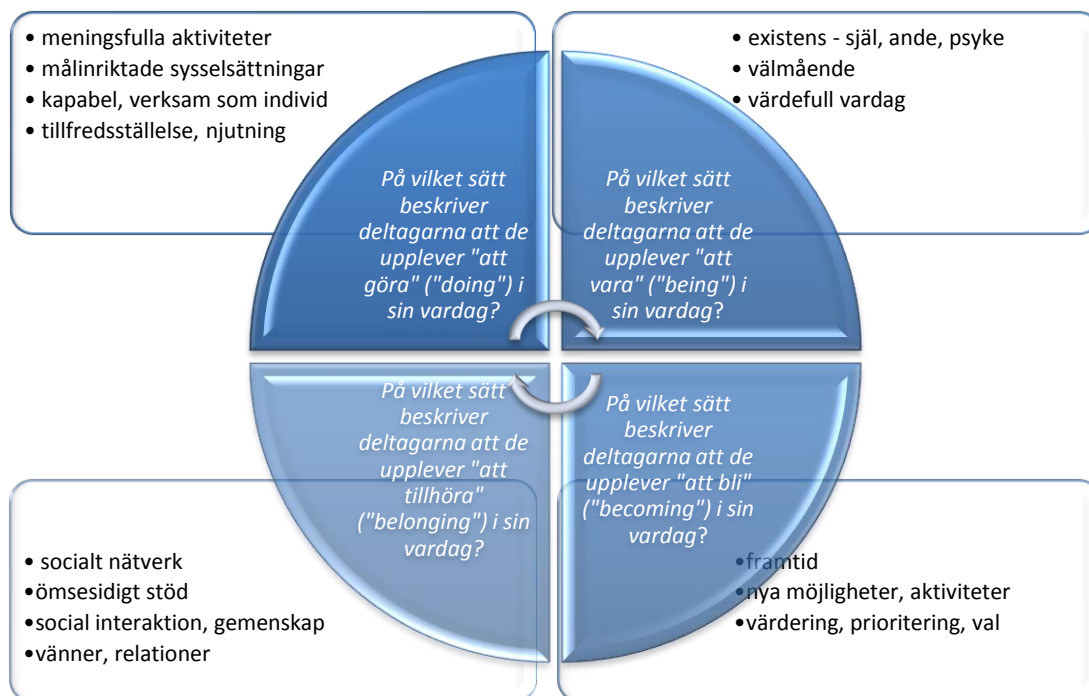 • meningsfulla aktiviteter
• målinriktade sysselsättningar
• kapabel, verksam som individ
• tillfredsställelse, njutning
• existens - själ, ande, psyke
• välmående
• värdefull vardag
På vilket sätt
beskriver
deltagarna att de
upplever "att
göra" ("doing") i
sin vardag?
På vilket sätt
beskriver
deltagarna att de
upplever "att
vara" ("being") i
sin vardag?
På vilket sätt
beskriver
deltagarna att de
upplever "att
tillhöra"
("belonging") i sin
vardag?
På vilket sätt
beskriver
deltagarna att de
upplever "att bli"
("becoming") i sin
vardag?
• socialt nätverk
•ömsesidigt stöd
•social interaktion, gemenskap
•vänner, relationer
•framtid
•nya möjligheter, aktiviteter
•värdering, prioritering, val